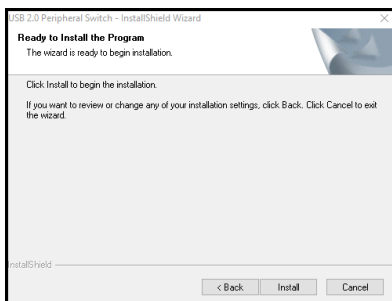 USB 2.0 Peripheral Switch - InstallShield Wizard
Ready to Install the Program
The wizard is ready to begin installation.
Click Install to begin the installation.
If you want to review or change any of your installation settings, click Back. Click Cancel to exit
the wizard.
InstallShield
< Back Install Cancel